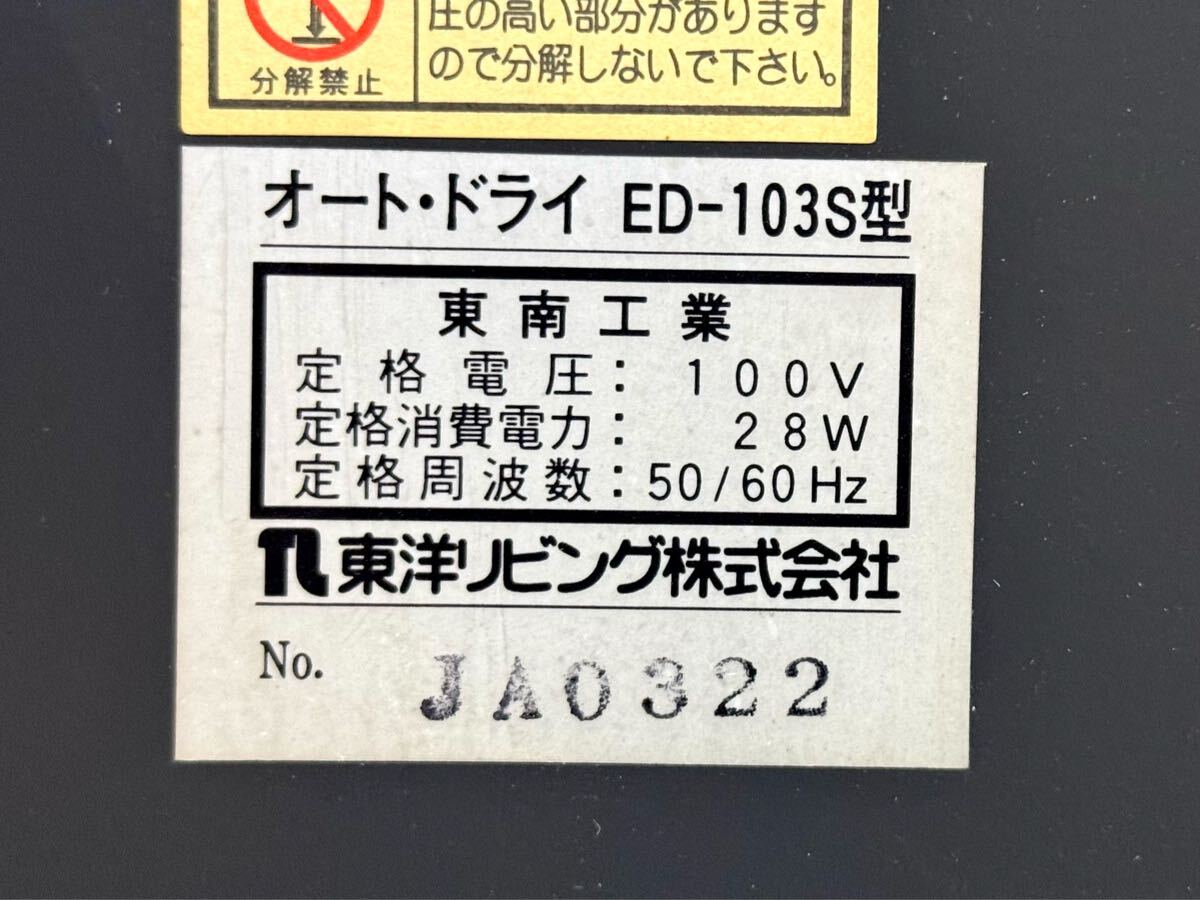 圧の高い部分があります
ので分解しないで下さい。
分解禁止
オート・ドライ ED-103S型
東南工業
定格電圧: 100V
定格消費電力: 28W
定格周波数: 50/60Hz
TL東洋リビング株式会社
No. JA0322